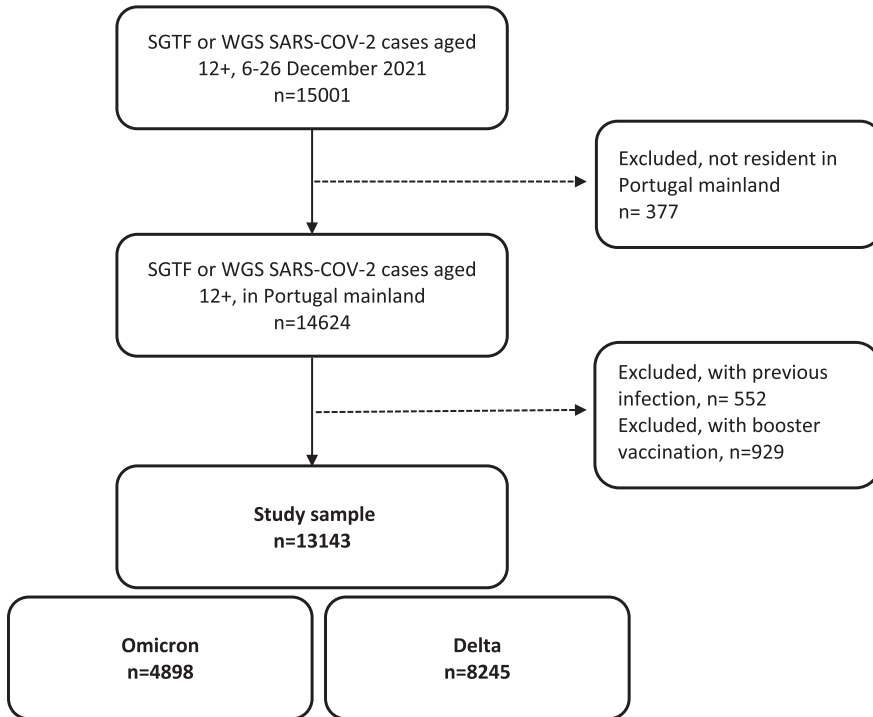 SGTF or WGS SARS-COV-2 cases aged
12+, 6-26 December 2021
n=15001
Excluded, not resident in
Portugal mainland
n= 377
SGTF or WGS SARS-COV-2 cases aged
12+, in Portugal mainland
n=14624
Excluded, with previous
infection, n= 552
Excluded, with booster
vaccination, n=929
Study sample
n=13143
Omicron
n=4898
Delta
n=8245